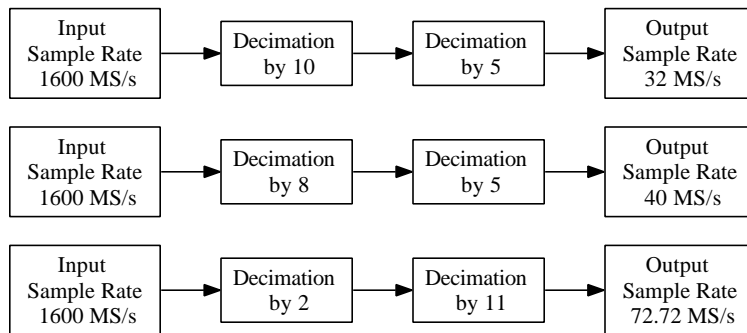 Input
Sample Rate
1600 MS/s
Decimation
by 10
Decimation
by 5
Output
Sample Rate
32 MS/s
Input
Sample Rate
1600 MS/s
Decimation
by 8
Decimation
by 5
Output
Sample Rate
40 MS/s
Input
Sample Rate
1600 MS/s
Decimation
by 2
Decimation
by 11
Output
Sample Rate
72.72 MS/s